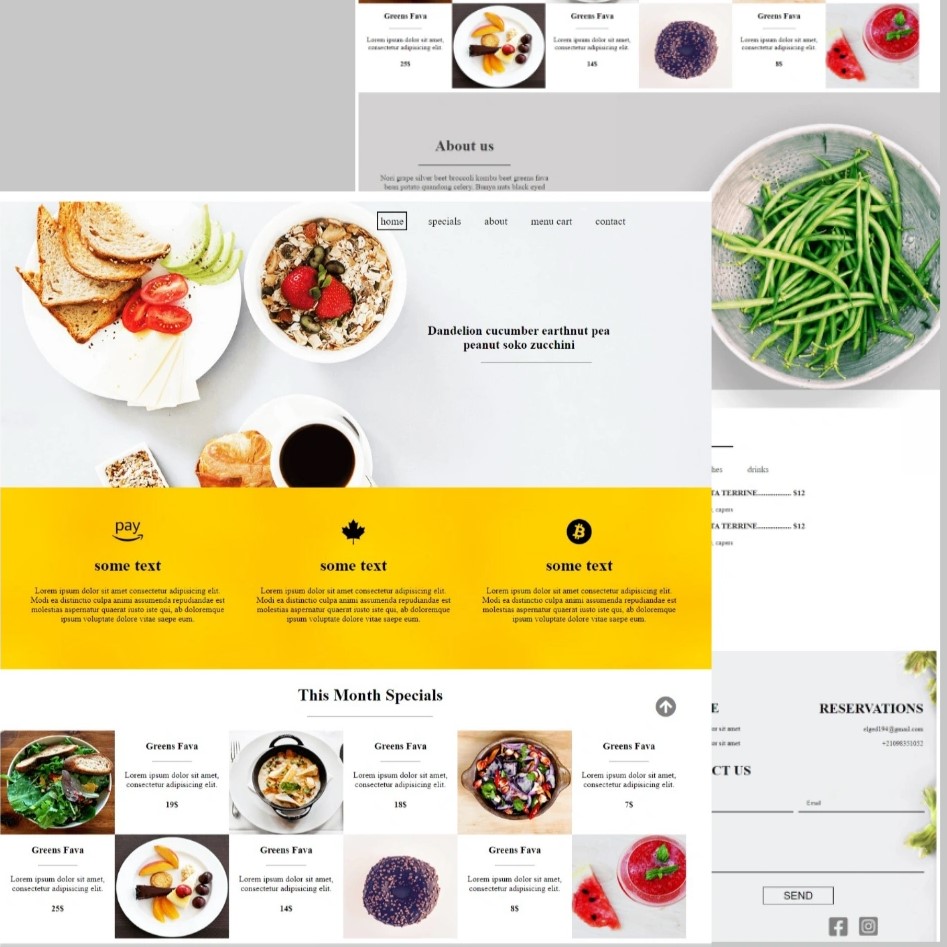 Greens Fava
Lorem ipsum dolor sit amet,
consectetur adipisicing elit.
25$
Greens Fava
Lorem ipsum dolor sit amet,
consectetur adipisicing elit.
14$
Greens Fava
Lorem ipsum dolor sit amet,
consectetur adipisicing elit.
8$
About us
Nori grape silver beet broccoli kombu beet greens fava
bean potato quandong celery. Bunya nuts black eyed
home
specials
about
menu cart
contact
Dandelion cucumber earthnut pea
peanut soko zucchini
drinks
TERRINE................ $12
capers
TERRINE................ $12
capers
pay
some text
Lorem ipsum dolor sit amet consectetur adipisicing elit.
Modi ea distinctio culpa animi assumenda repudiandae est
molestias aspernatur quaerat iusto iste qui, ab doloremque
ipsum voluptate dolore vitae saepe eum.
some text
Lorem ipsum dolor sit amet consectetur adipisicing elit.
Modi ea distinctio culpa animi assumenda repudiandae est
molestias aspernatur quaerat iusto iste qui, ab doloremque
ipsum voluptate dolore vitae saepe eum.
some text
Lorem ipsum dolor sit amet consectetur adipisicing elit.
Modi ea distinctio culpa animi assumenda repudiandae est
molestias aspernatur quaerat iusto iste qui, ab doloremque
ipsum voluptate dolore vitae saepe eum.
This Month Specials
Greens Fava
Lorem ipsum dolor sit amet,
consectetur adipisicing elit.
19$
Greens Fava
Lorem ipsum dolor sit amet,
consectetur adipisicing elit.
18$
Greens Fava
Lorem ipsum dolor sit amet,
consectetur adipisicing elit.
7$
Greens Fava
Lorem ipsum dolor sit amet,
consectetur adipisicing elit.
25$
Greens Fava
Lorem ipsum dolor sit amet,
consectetur adipisicing elit.
14$
Greens Fava
Lorem ipsum dolor sit amet,
consectetur adipisicing elit.
8$
RESERVATIONS
sit amet
sit amet
CT US
Email
SEND